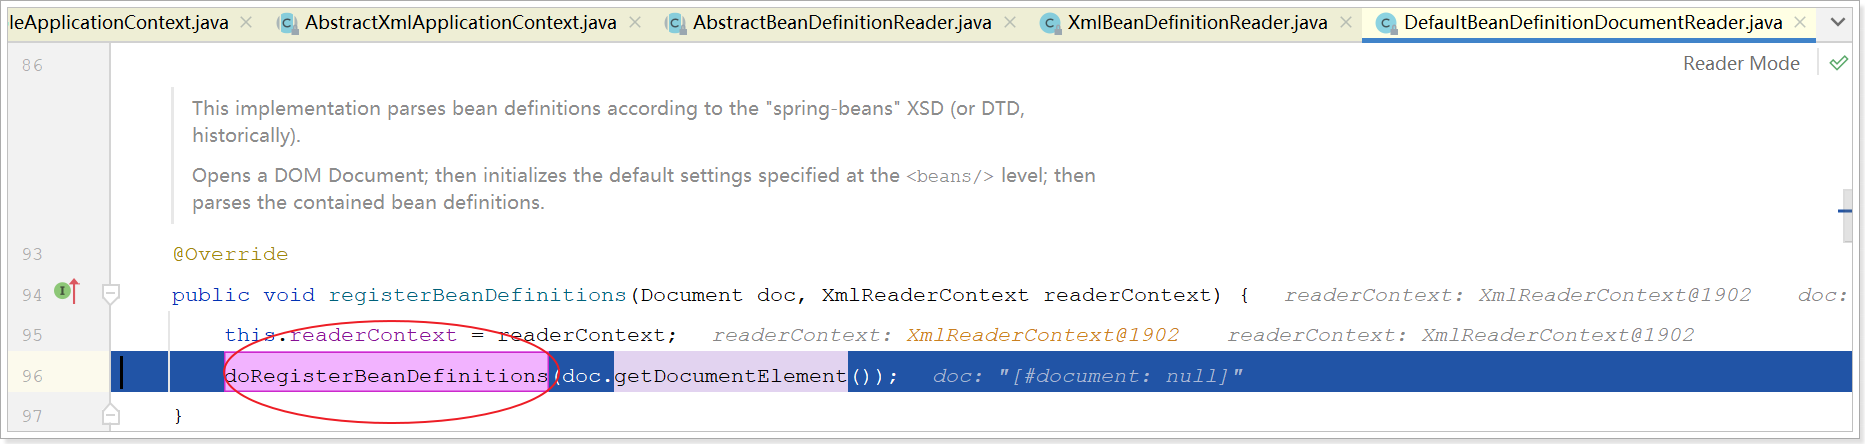 leApplicationContext.java AbstractXmlApplicationContext.java AbstractBeanDefinitionReader.java XmlBeanDefinitionReader.java DefaultBeanDefinitionDocumentReader.java
86 Reader Mode
This implementation parses bean definitions according to the "spring-beans" XSD (or DTD,
historically).
Opens a DOM Document; then initializes the default settings specified at the <beans/> level; then
parses the contained bean definitions.
93 @Override
94 public void registerBeanDefinitions(Document doc, XmlReaderContext readerContext) { readerContext: XmlReaderContext@1902 doc:
95 this.readerContext = readerContext; readerContext: XmlReaderContext@1902 readerContext: XmlReaderContext@1902
96 doRegisterBeanDefinitions(doc.getDocumentElement()); doc: "[#document: null]"
97 }